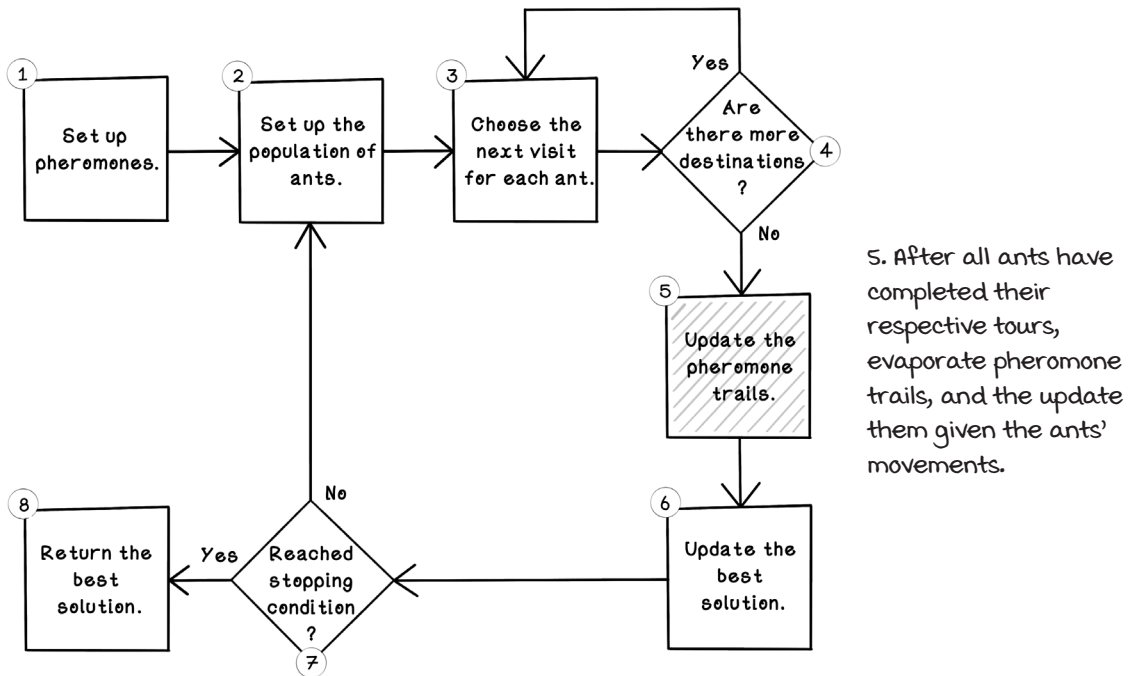 1
Set up
pheromones.
2
Set up the
population of
ants.
3
Choose the
next visit
for each ant.
Yes
Are
there more
destinations
?
4
No
5
Update the
pheromone
trails.
5. After all ants have
completed their
respective tours,
evaporate pheromone
trails, and the update
them given the ants'
movements.
6
Update the
best
solution.
No
Reached
stopping
condition
?
7
Yes
8
Return the
best
solution.